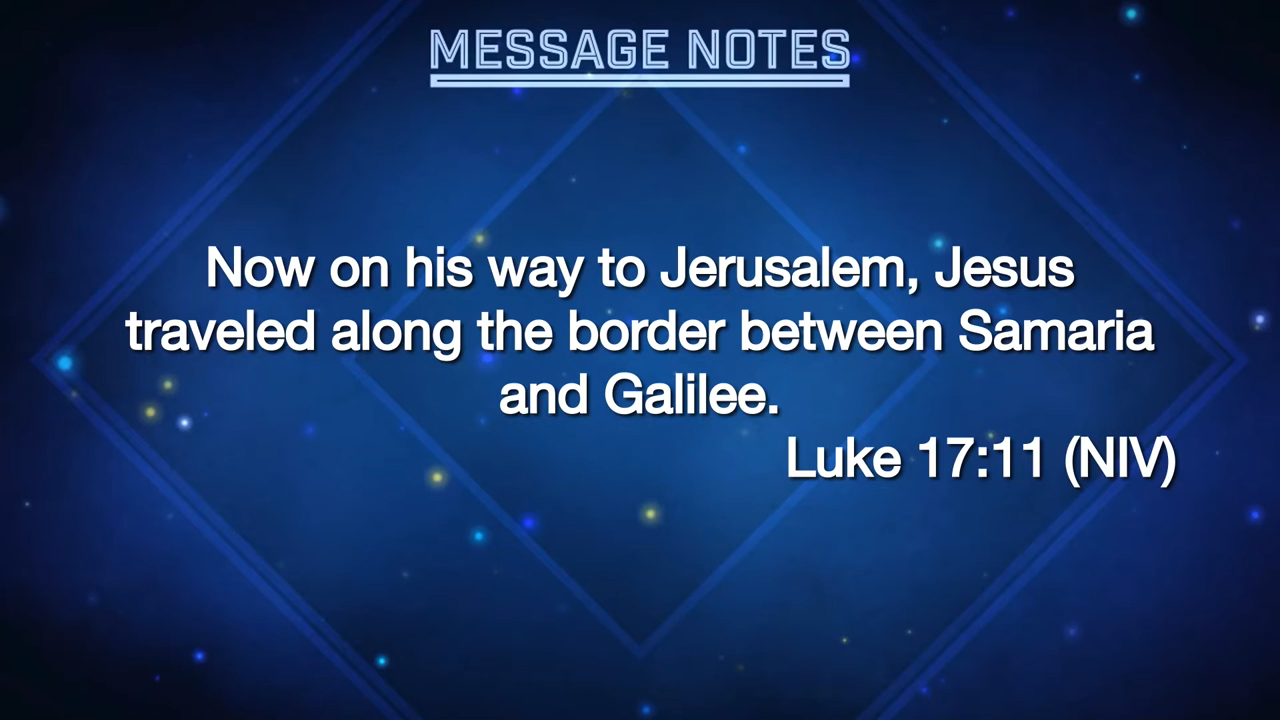 MESSAGE NOTES
Now on his way to Jerusalem, Jesus
traveled along the border between Samaria
and Galilee.
Luke 17:11 (NIV)